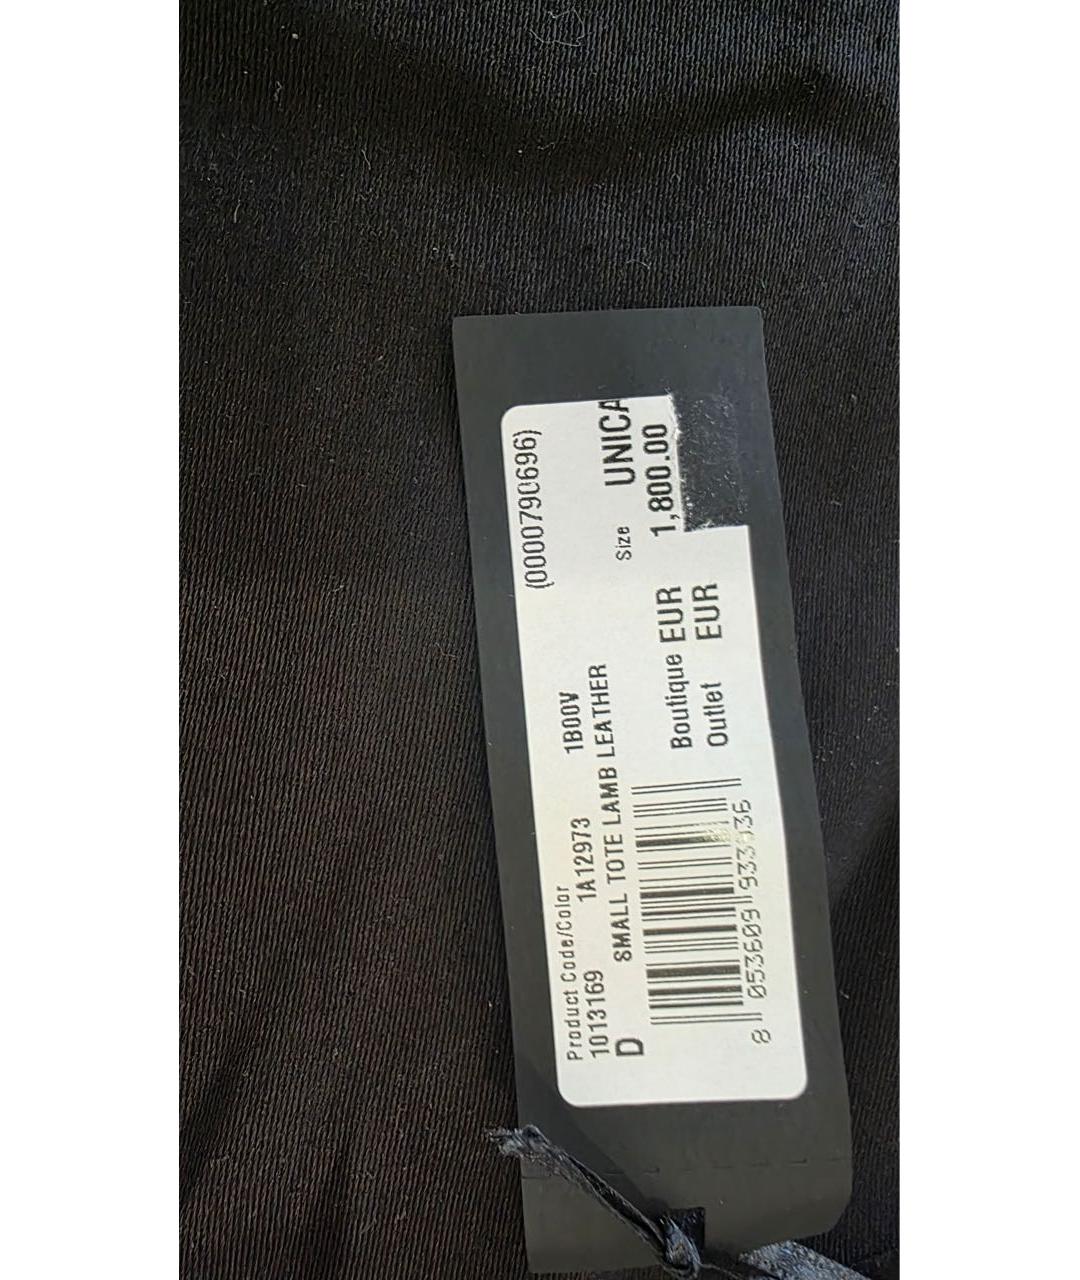 (0000790696)
Product Code/Color
1013169 1A12973 1B00V
D SMALL TOTE LAMB LEATHER
Size UNICA
Boutique EUR 1,800.00
Outlet EUR
8 053609